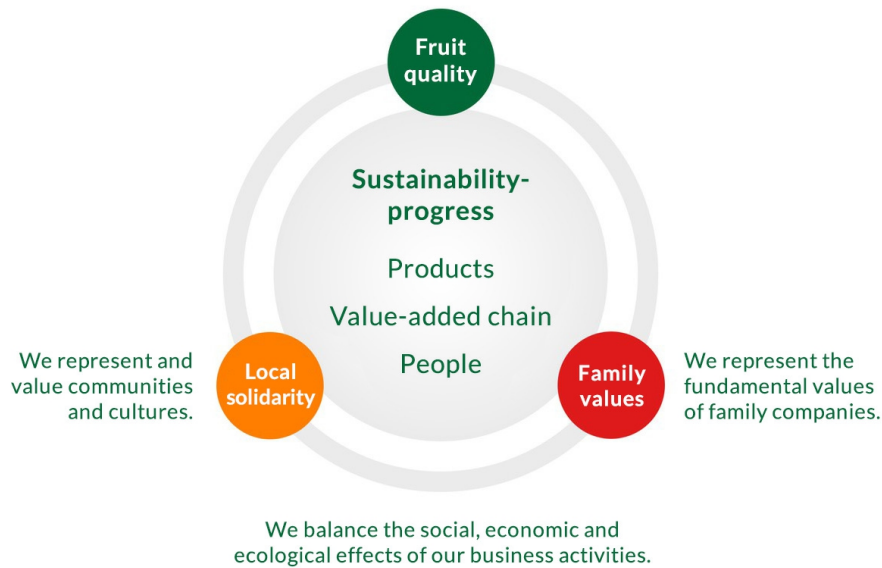 Fruit
quality
Sustainability-
progress
Products
Value-added chain
People
We represent and
value communities
and cultures.
Local
solidarity
Family
values
We represent the
fundamental values
of family companies.
We balance the social, economic and
ecological effects of our business activities.